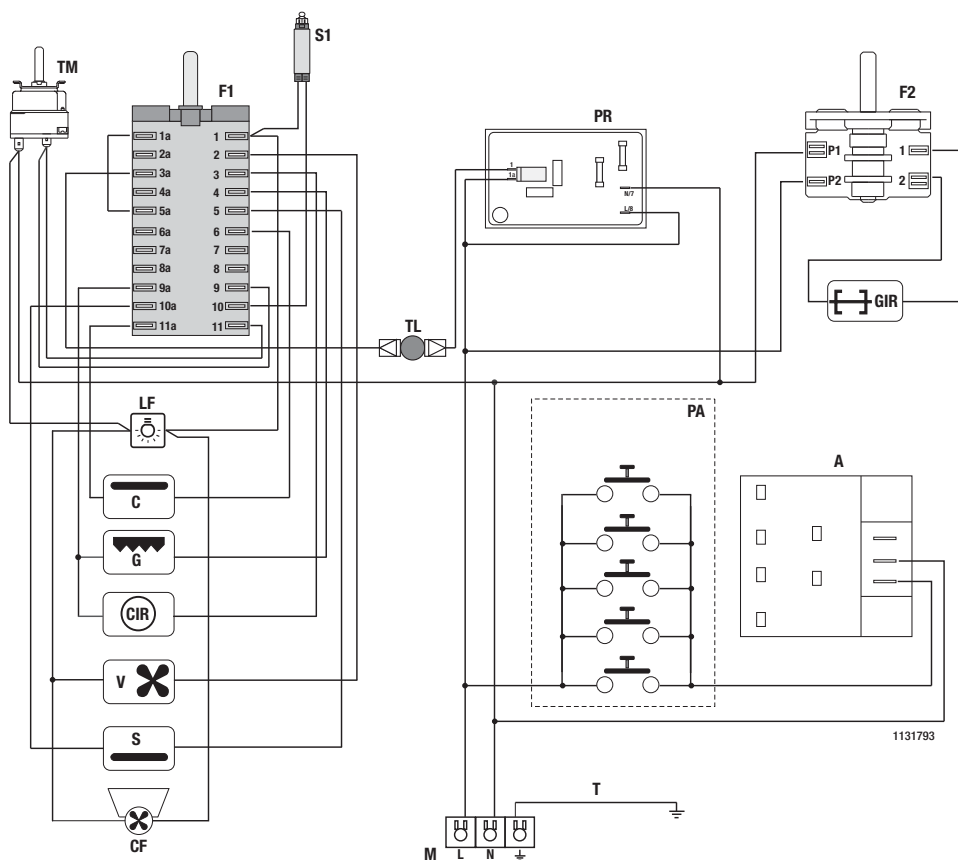 S1
TM
F1
F2
PR
1a 1
2a 2
3a 3
4a 4
5a 5
6a 6
7a 7
8a 8
9a 9
10a 10
11a 11
1
1a
N/7
L/8
P1 1
P2 2
GIR
TL
LF
PA
A
C
G
CIR
V
S
CF
1131793
T
M L N